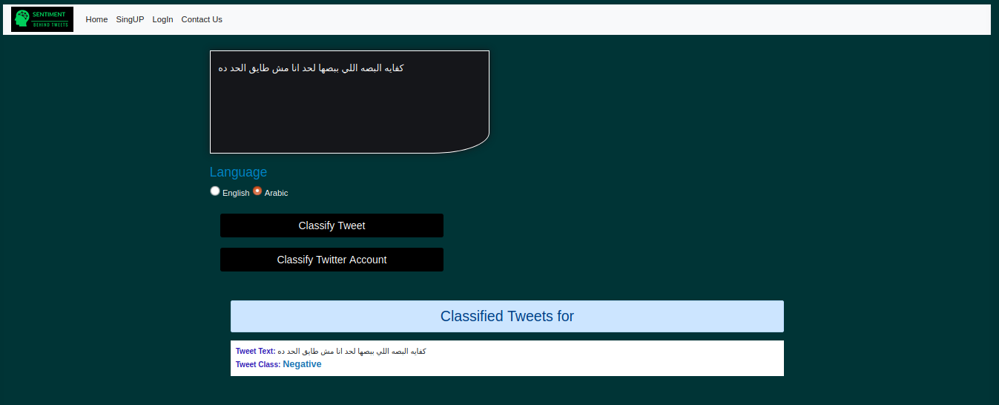 SENTIMENT
BEHIND TWEETS
Home SingUP LogIn Contact Us
كفايه البصه اللي ببصها لحد انا مش طايق الحد ده
Language
English Arabic
Classify Tweet
Classify Twitter Account
Classified Tweets for
Tweet Text: كفايه البصه اللي ببصها لحد انا مش طايق الحد ده
Tweet Class: Negative